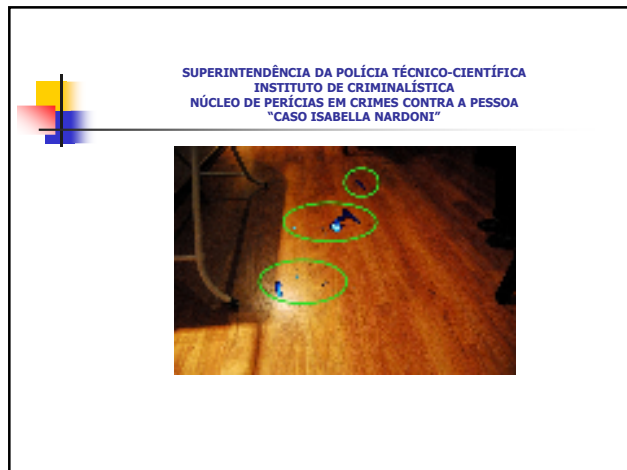 SUPERINTENDÊNCIA DA POLÍCIA TÉCNICO-CIENTÍFICA
INSTITUTO DE CRIMINALÍSTICA
NÚCLEO DE PERÍCIAS EM CRIMES CONTRA A PESSOA
“CASO ISABELLA NARDONI”